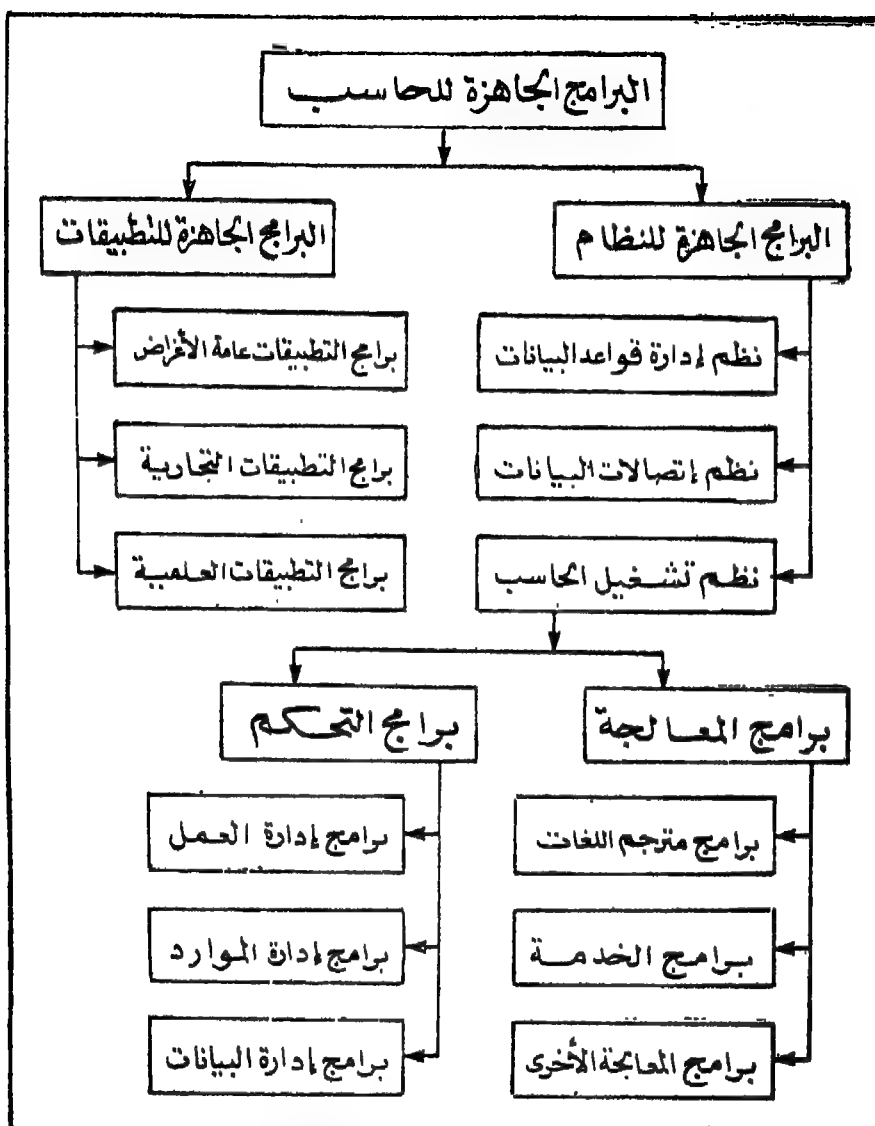 البرامج الجاهزة للحاسب
البرامج الجاهزة للنظام
البرامج الجاهزة للتطبيقات
نظم إدارة قواعد البيانات
برامج التطبيقات عامة الأغراض
نظم إتصالات البيانات
برامج التطبيقات التجارية
نظم تشغيل الحاسب
برامج التطبيقات العلمية
برامج المعالجة
برامج التحكم
برامج مترجم اللغات
برامج إدارة العمل
برامج الخدمة
برامج إدارة الموارد
برامج المعالجة الأخرى
برامج إدارة البيانات